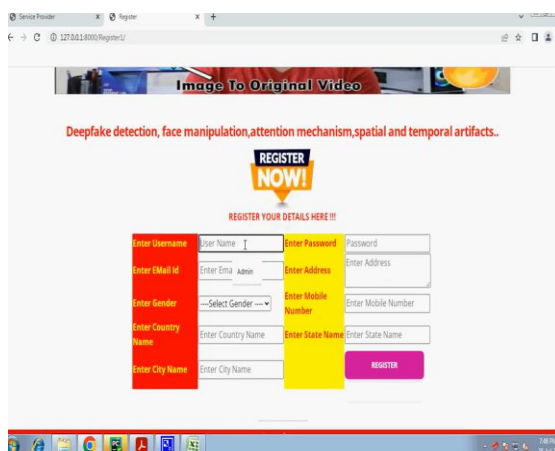 Service Provider
Register
127.0.0.1:8000/Register1/
Image To Original Video
Deepfake detection, face manipulation,attention mechanism,spatial and temporal artifacts..
REGISTER
NOW!
REGISTER YOUR DETAILS HERE !!!
Enter Username User Name Enter Password Password
Enter EMail Id Enter Ema Admin Enter Address Enter Address
Enter Gender ----Select Gender ---- Enter Mobile Number Enter Mobile Number
Enter Country Name Enter Country Name Enter State Name Enter State Name
Enter City Name Enter City Name REGISTER